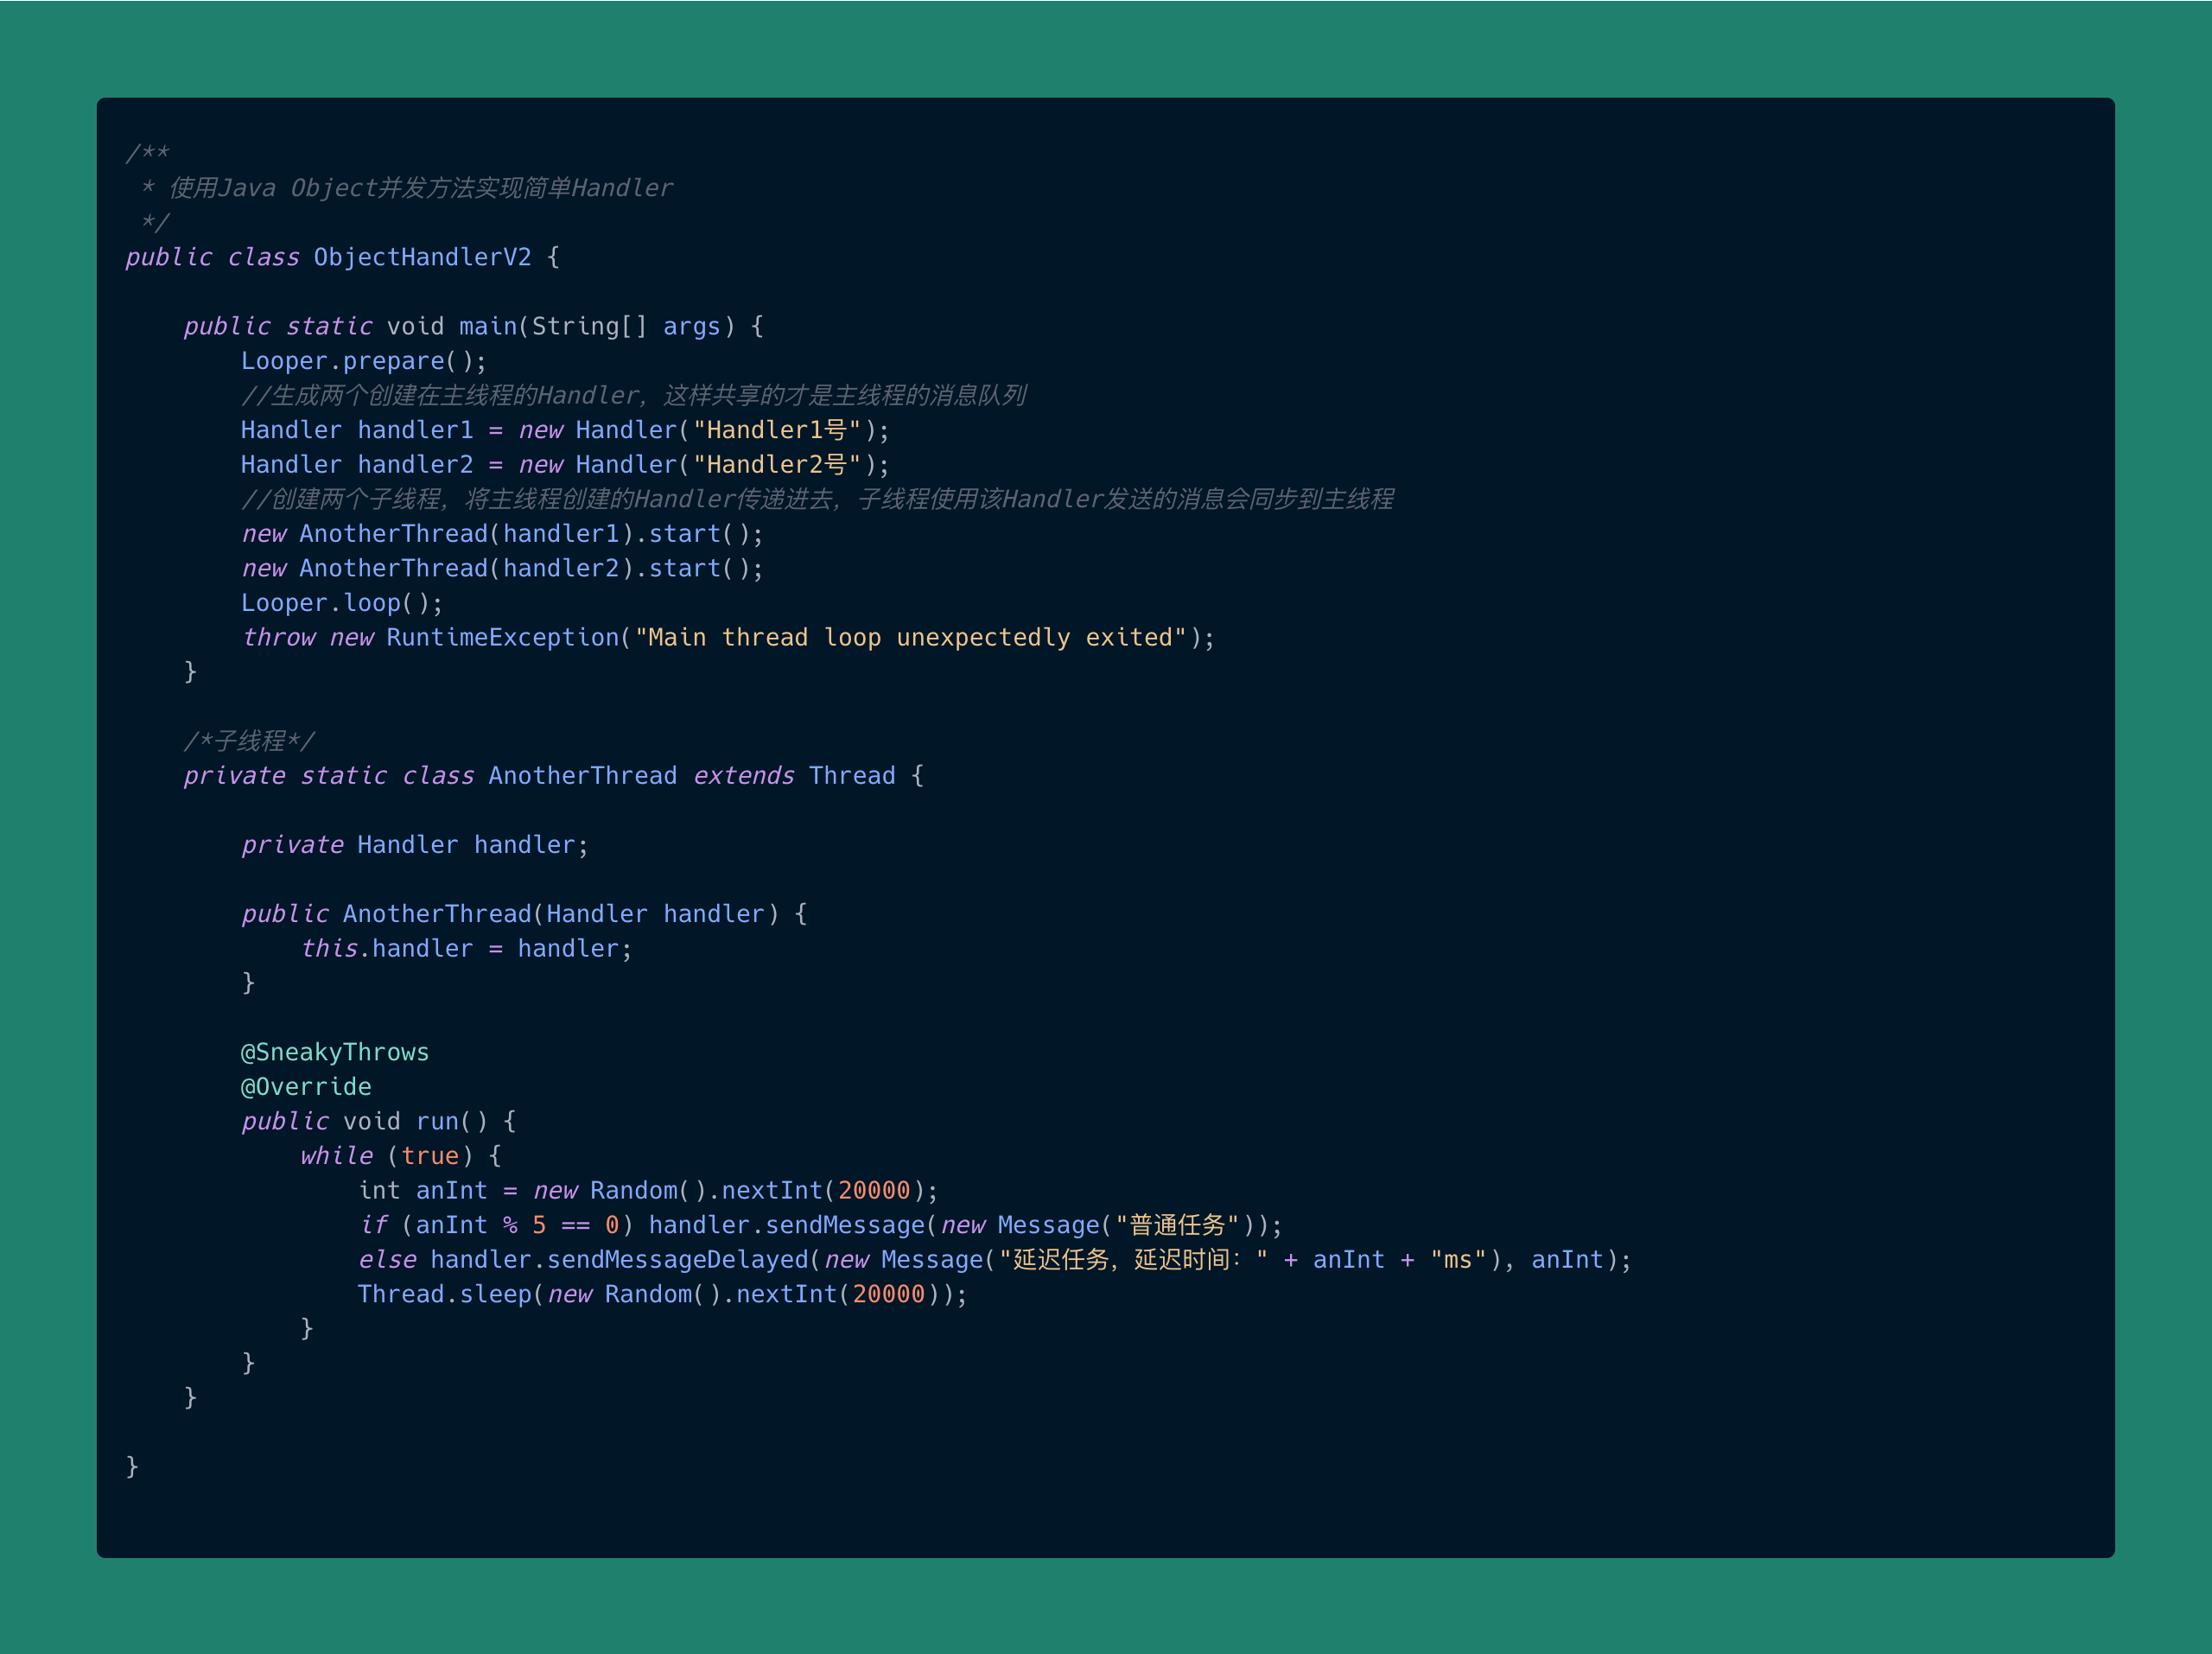 /**
 * 使用Java Object并发方法实现简单Handler
 */
public class ObjectHandlerV2 {
    public static void main(String[] args) {
        Looper.prepare();
        //生成两个创建在主线程的Handler，这样共享的才是主线程的消息队列
        Handler handler1 = new Handler("Handler1号");
        Handler handler2 = new Handler("Handler2号");
        //创建两个子线程，将主线程创建的Handler传递进去，子线程使用该Handler发送的消息会同步到主线程
        new AnotherThread(handler1).start();
        new AnotherThread(handler2).start();
        Looper.loop();
        throw new RuntimeException("Main thread loop unexpectedly exited");
    }
    /*子线程*/
    private static class AnotherThread extends Thread {
        private Handler handler;
        public AnotherThread(Handler handler) {
            this.handler = handler;
        }
        @SneakyThrows
        @Override
        public void run() {
            while (true) {
                int anInt = new Random().nextInt(20000);
                if (anInt % 5 == 0) handler.sendMessage(new Message("普通任务"));
                else handler.sendMessageDelayed(new Message("延迟任务，延迟时间：" + anInt + "ms"), anInt);
                Thread.sleep(new Random().nextInt(20000));
            }
        }
    }
}